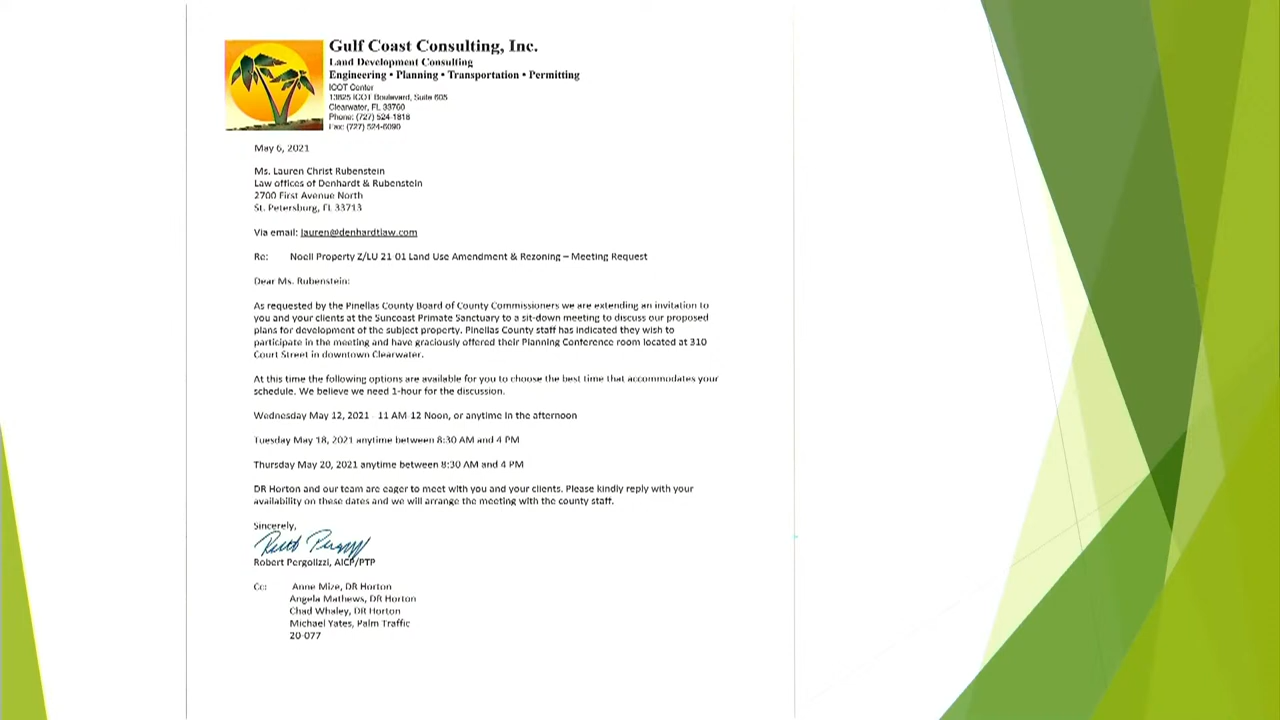 Gulf Coast Consulting, Inc.
Land Development Consulting
Engineering • Planning • Transportation • Permitting
ICOT Center
13825 ICOT Boulevard, Suite 605
Clearwater, FL 33760
Phone: (727) 524-1818
Fax: (727) 524-6090
May 6, 2021
Ms. Lauren Christ Rubenstein
Law offices of Denhardt & Rubenstein
2700 First Avenue North
St. Petersburg, FL 33713
Via email: lauren@denhardtlaw.com
Re: Noell Property Z/LU 21-01 Land Use Amendment & Rezoning – Meeting Request
Dear Ms. Rubenstein:
As requested by the Pinellas County Board of County Commissioners we are extending an invitation to
you and your clients at the Suncoast Primate Sanctuary to a sit-down meeting to discuss our proposed
plans for development of the subject property. Pinellas County staff has indicated they wish to
participate in the meeting and have graciously offered their Planning Conference room located at 310
Court Street in downtown Clearwater.
At this time the following options are available for you to choose the best time that accommodates your
schedule. We believe we need 1-hour for the discussion.
Wednesday May 12, 2021 - 11 AM-12 Noon, or anytime in the afternoon
Tuesday May 18, 2021 anytime between 8:30 AM and 4 PM
Thursday May 20, 2021 anytime between 8:30 AM and 4 PM
DR Horton and our team are eager to meet with you and your clients. Please kindly reply with your
availability on these dates and we will arrange the meeting with the county staff.
Sincerely,
Robert Pergolizzi, AICP/PTP
Cc: Anne Mize, DR Horton
Angela Mathews, DR Horton
Chad Whaley, DR Horton
Michael Yates, Palm Traffic
20-077